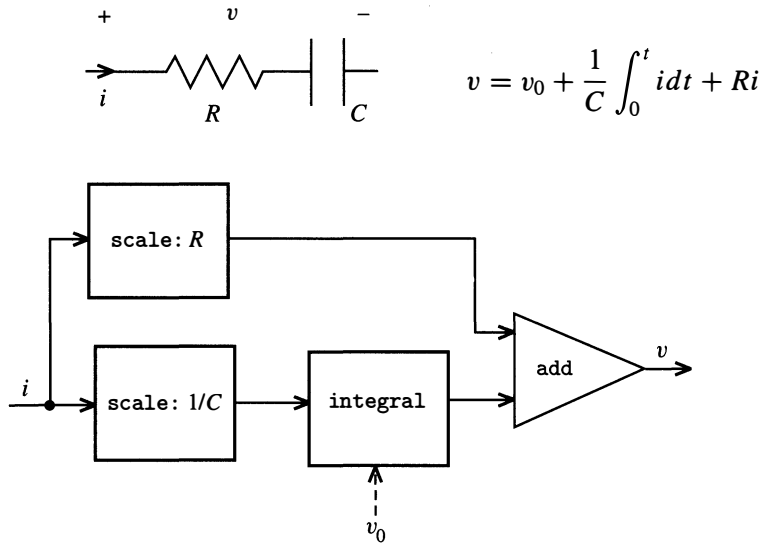 + v −
i R C
v = v₀ + 1/C ∫₀ᵗ idt + Ri
scale: R
i
scale: 1/C
integral
add
v
v₀